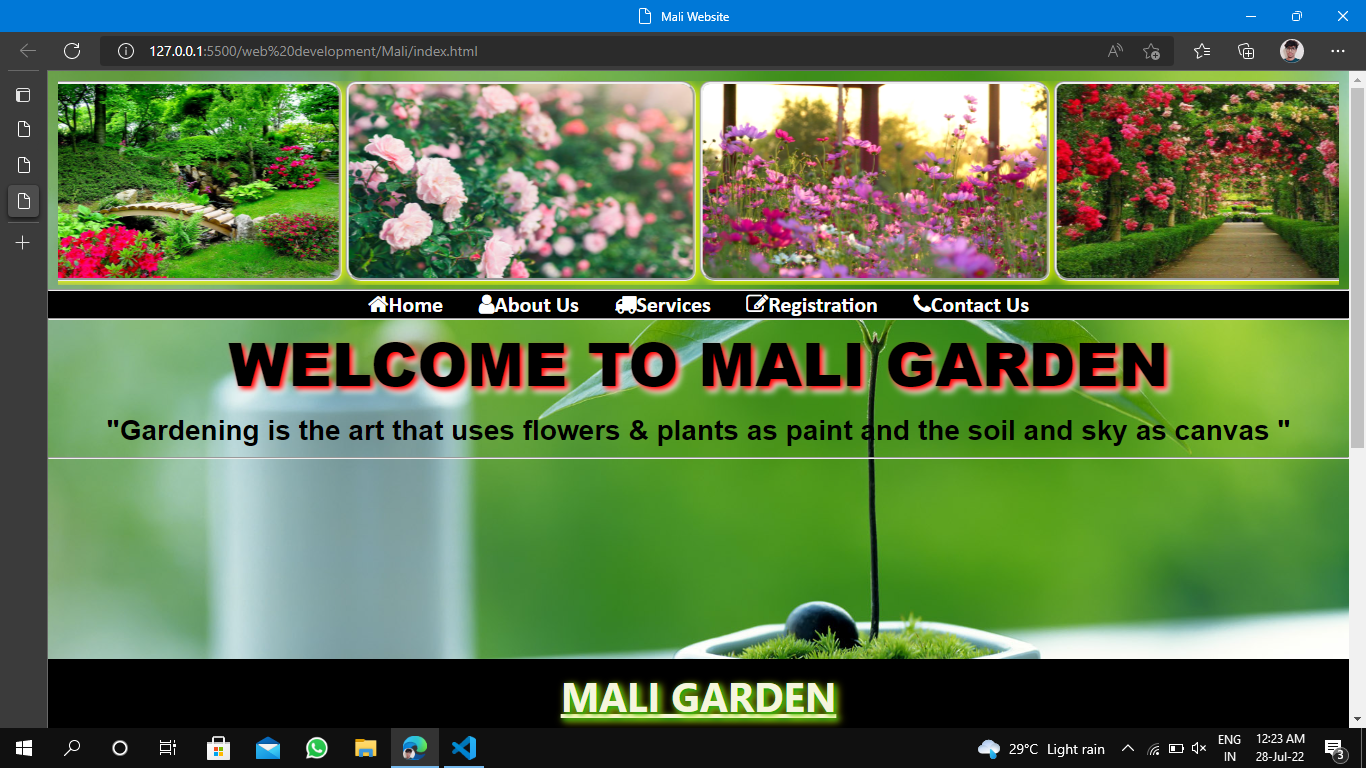 Mali Website
127.0.0.1:5500/web%20development/Mali/index.html
Home About Us Services Registration Contact Us
WELCOME TO MALI GARDEN
"Gardening is the art that uses flowers & plants as paint and the soil and sky as canvas "
MALI GARDEN
29°C Light rain
ENG
IN
12:23 AM
28-Jul-22
3